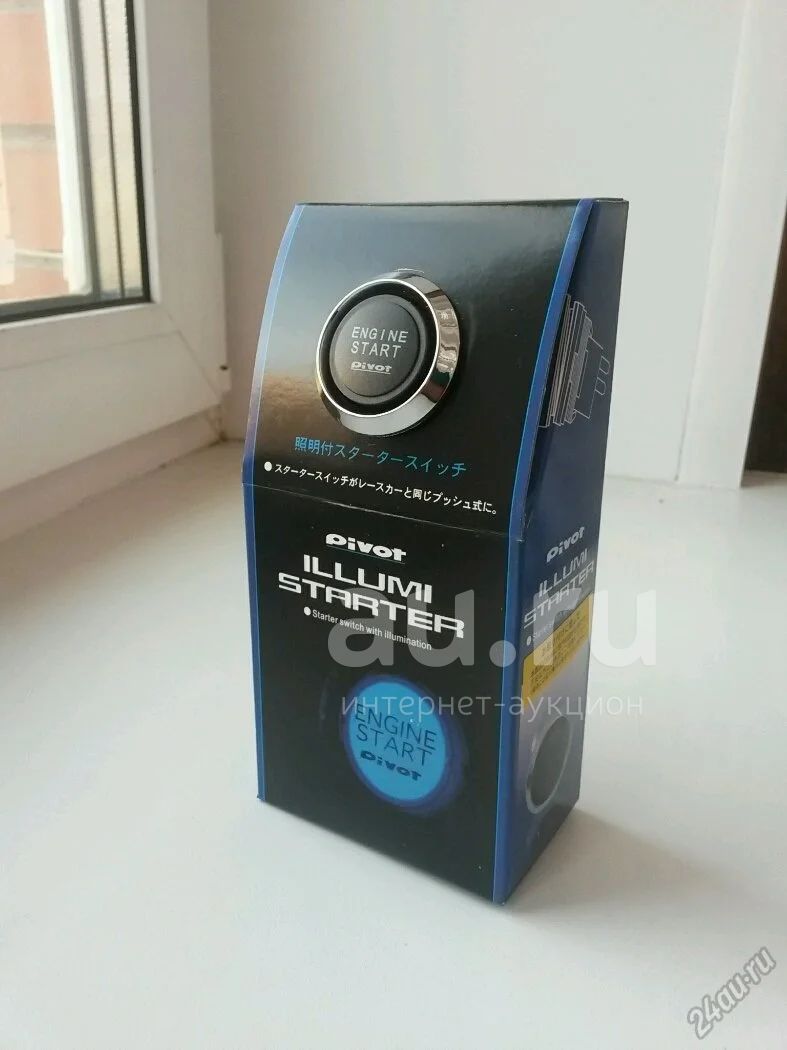 ENGINE
START
pivot
照明付スタータースイッチ
●スタータースイッチがレースカーと同じプッシュ式に。
pivot
ILLUMI
STARTER
●Starter switch with illumination
ENGINE
START
pivot
pivot
ILLUMI
STARTER
au.ru
интернет-аукцион
24au.ru